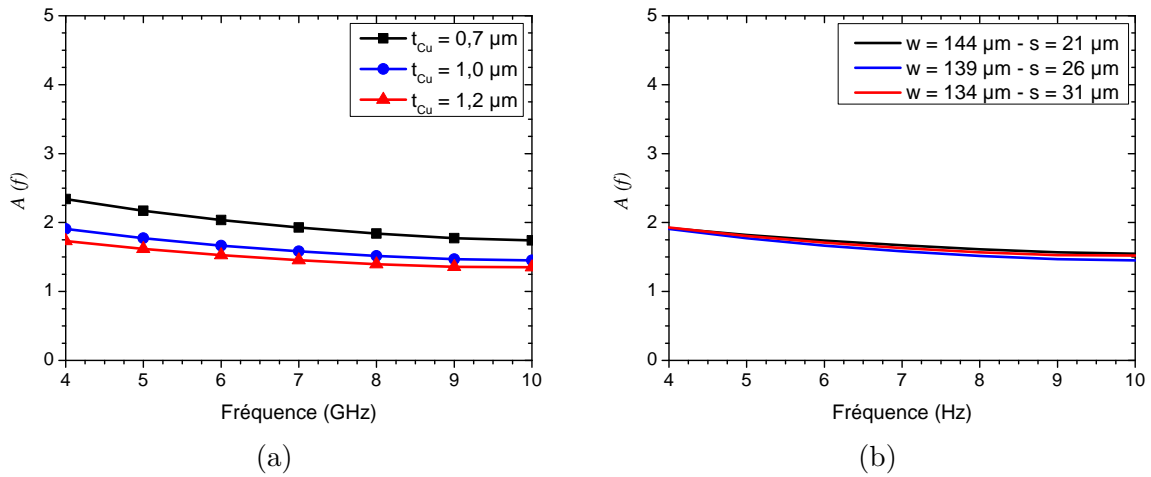 5
4
3
2
1
0
A (f)
t_Cu = 0,7 µm
t_Cu = 1,0 µm
t_Cu = 1,2 µm
4 5 6 7 8 9 10
Fréquence (GHz)
(a)
5
4
3
2
1
0
A (f)
w = 144 µm - s = 21 µm
w = 139 µm - s = 26 µm
w = 134 µm - s = 31 µm
4 5 6 7 8 9 10
Fréquence (Hz)
(b)